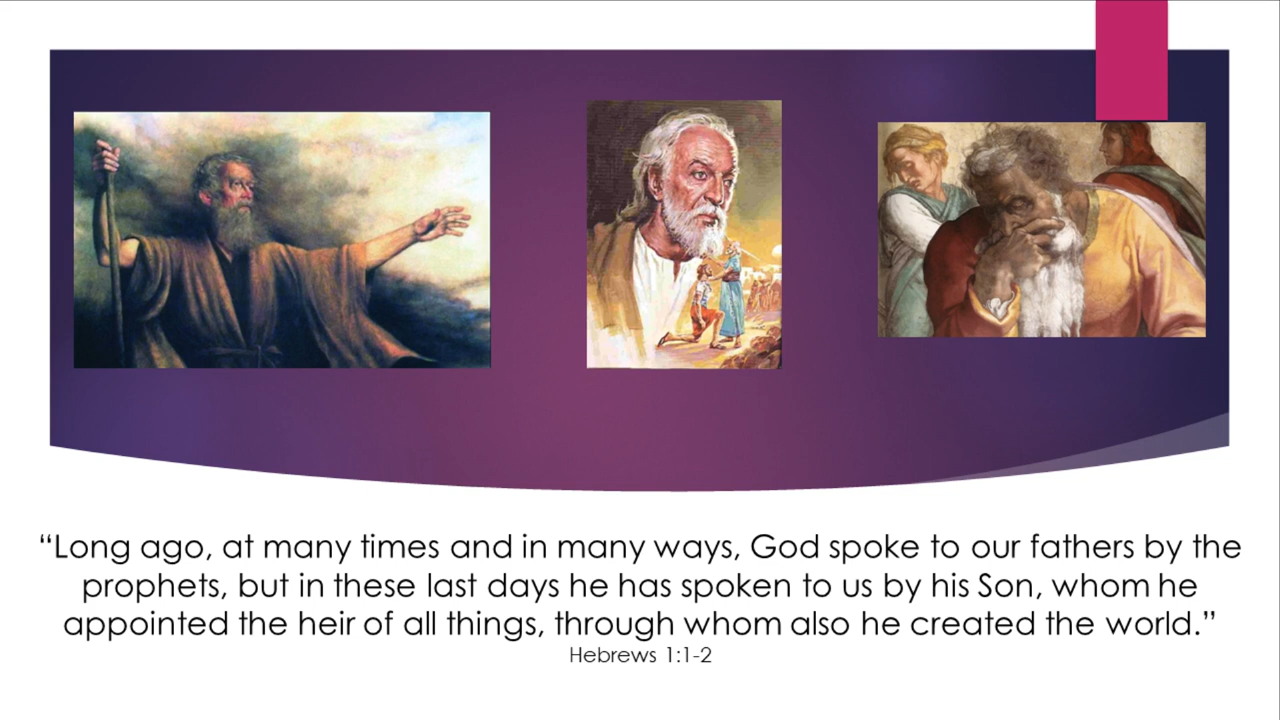 “Long ago, at many times and in many ways, God spoke to our fathers by the
prophets, but in these last days he has spoken to us by his Son, whom he
appointed the heir of all things, through whom also he created the world.”
Hebrews 1:1-2